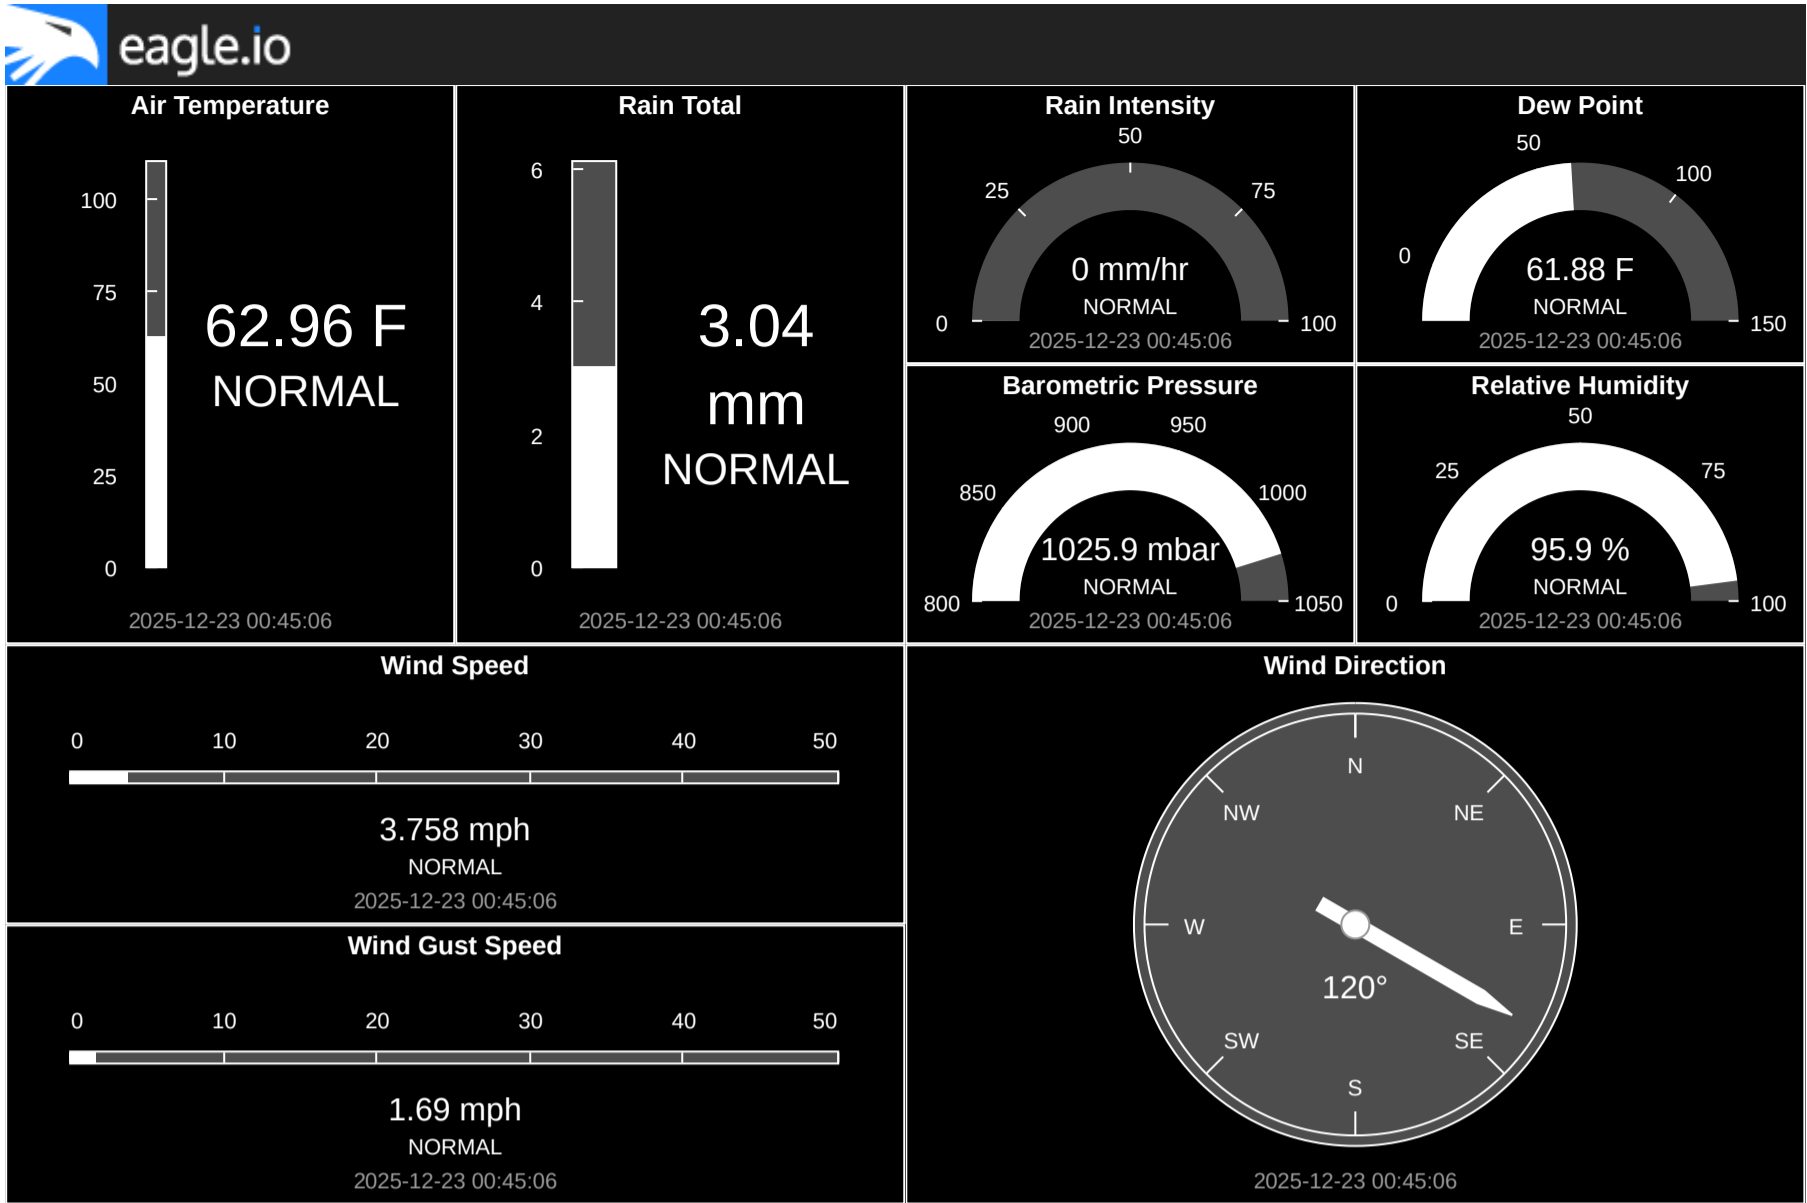 eagle.io
Air Temperature
100
75
50
25
0
62.96 F
NORMAL
2025-12-23 00:45:06
Rain Total
6
4
2
0
3.04
mm
NORMAL
2025-12-23 00:45:06
Rain Intensity
50
25
75
0
100
0 mm/hr
NORMAL
2025-12-23 00:45:06
Dew Point
50
100
0
150
61.88 F
NORMAL
2025-12-23 00:45:06
Barometric Pressure
900
950
850
1000
800
1050
1025.9 mbar
NORMAL
2025-12-23 00:45:06
Relative Humidity
50
25
75
0
100
95.9 %
NORMAL
2025-12-23 00:45:06
Wind Speed
0 10 20 30 40 50
3.758 mph
NORMAL
2025-12-23 00:45:06
Wind Gust Speed
0 10 20 30 40 50
1.69 mph
NORMAL
2025-12-23 00:45:06
Wind Direction
N
NW
NE
W
E
120°
SW
SE
S
2025-12-23 00:45:06